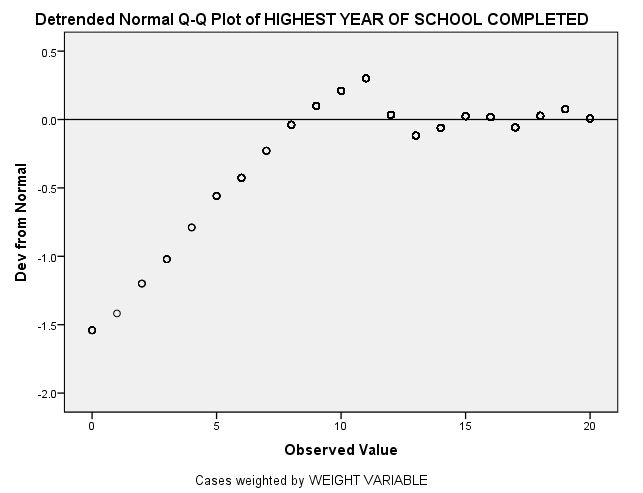 Detrended Normal Q-Q Plot of HIGHEST YEAR OF SCHOOL COMPLETED
0.5
0.0
-0.5
-1.0
-1.5
-2.0
Dev from Normal
0 5 10 15 20
Observed Value
Cases weighted by WEIGHT VARIABLE